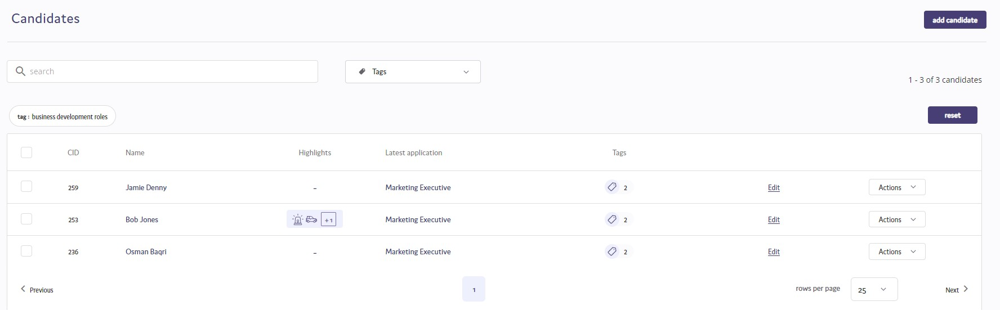 Candidates
add candidate
search
Tags
1 - 3 of 3 candidates
tag : business development roles
reset
CID Name Highlights Latest application Tags
259 Jamie Denny - Marketing Executive 2 Edit Actions
253 Bob Jones +1 Marketing Executive 2 Edit Actions
236 Osman Baqri - Marketing Executive 2 Edit Actions
Previous 1 rows per page 25 Next